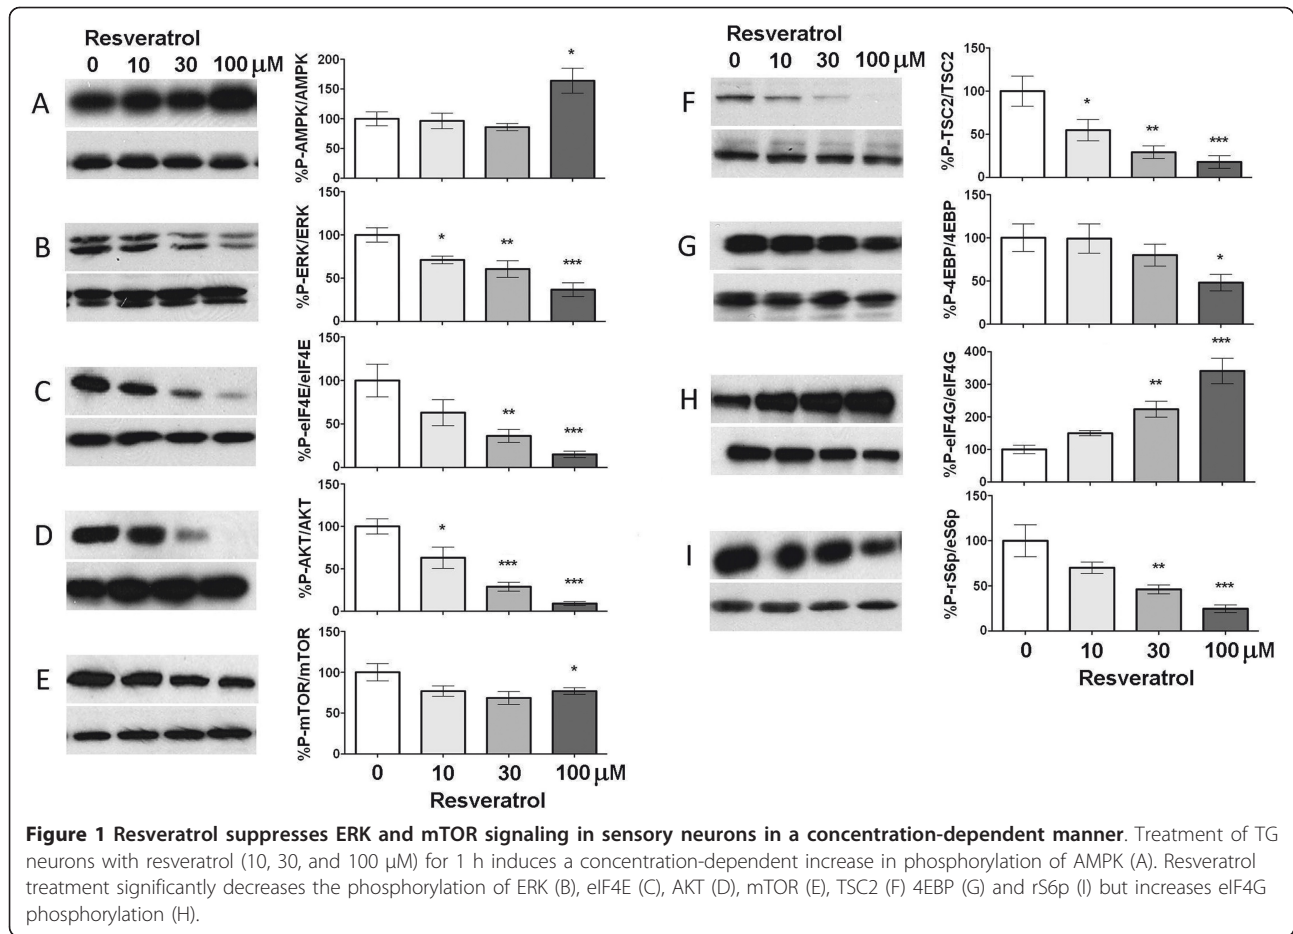 Resveratrol
0 10 30 100 μM
A
%P-AMPK/AMPK
200
150
100
50
0
*
B
%P-ERK/ERK
150
100
50
0
* ** ***
C
%P-eIF4E/eIF4E
100
50
0
** ***
D
%P-AKT/AKT
100
50
0
* *** ***
E
%P-mTOR/mTOR
150
100
50
0
*
0 10 30 100 μM
Resveratrol
Resveratrol
0 10 30 100 μM
F
%P-TSC2/TSC2
150
100
50
0
* ** ***
G
%P-4EBP/4EBP
150
100
50
0
*
H
%P-eIF4G/eIF4G
400
300
200
100
0
** ***
I
%P-rS6p/eS6p
150
100
50
0
** ***
0 10 30 100 μM
Resveratrol
Figure 1 Resveratrol suppresses ERK and mTOR signaling in sensory neurons in a concentration-dependent manner. Treatment of TG
neurons with resveratrol (10, 30, and 100 μM) for 1 h induces a concentration-dependent increase in phosphorylation of AMPK (A). Resveratrol
treatment significantly decreases the phosphorylation of ERK (B), eIF4E (C), AKT (D), mTOR (E), TSC2 (F) 4EBP (G) and rS6p (I) but increases eIF4G
phosphorylation (H).